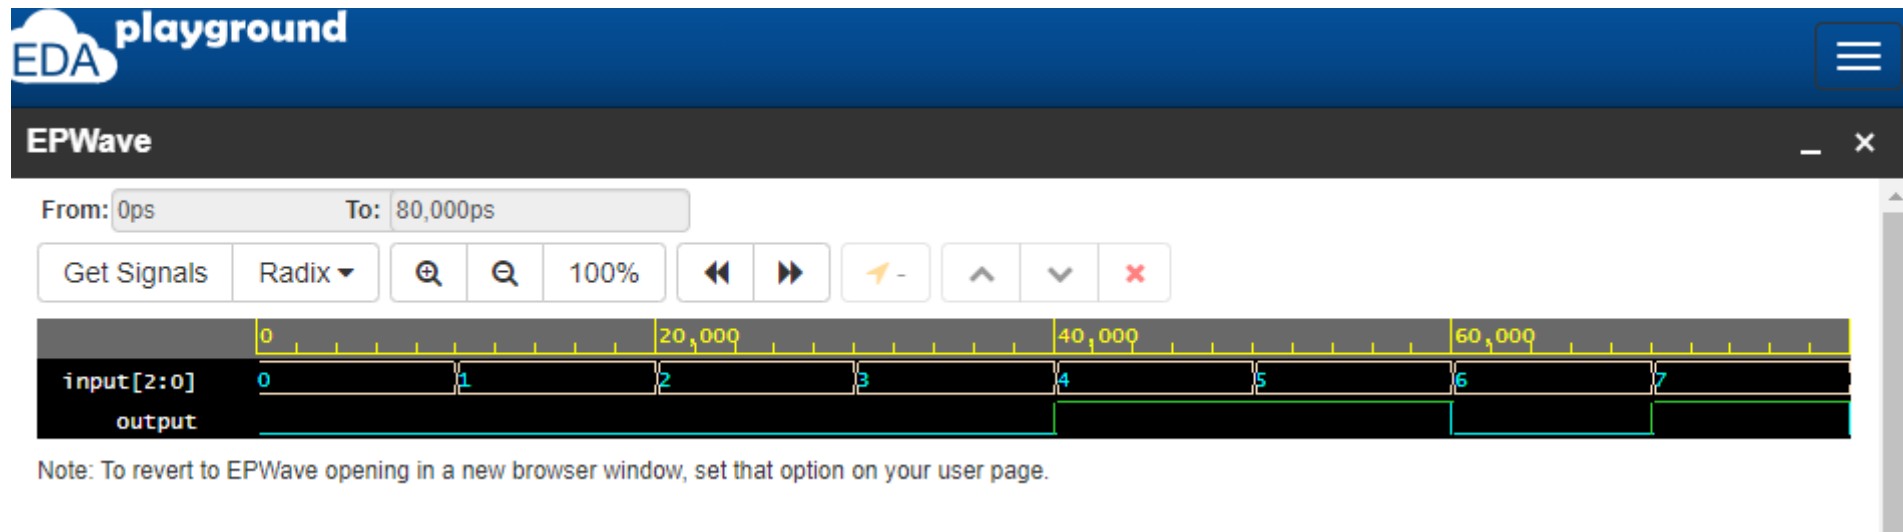 EDA playground
EPWave
From: 0ps To: 80,000ps
Get Signals Radix 100% -
0 20,000 40,000 60,000
input[2:0] 0 1 2 3 4 5 6 7
output
Note: To revert to EPWave opening in a new browser window, set that option on your user page.